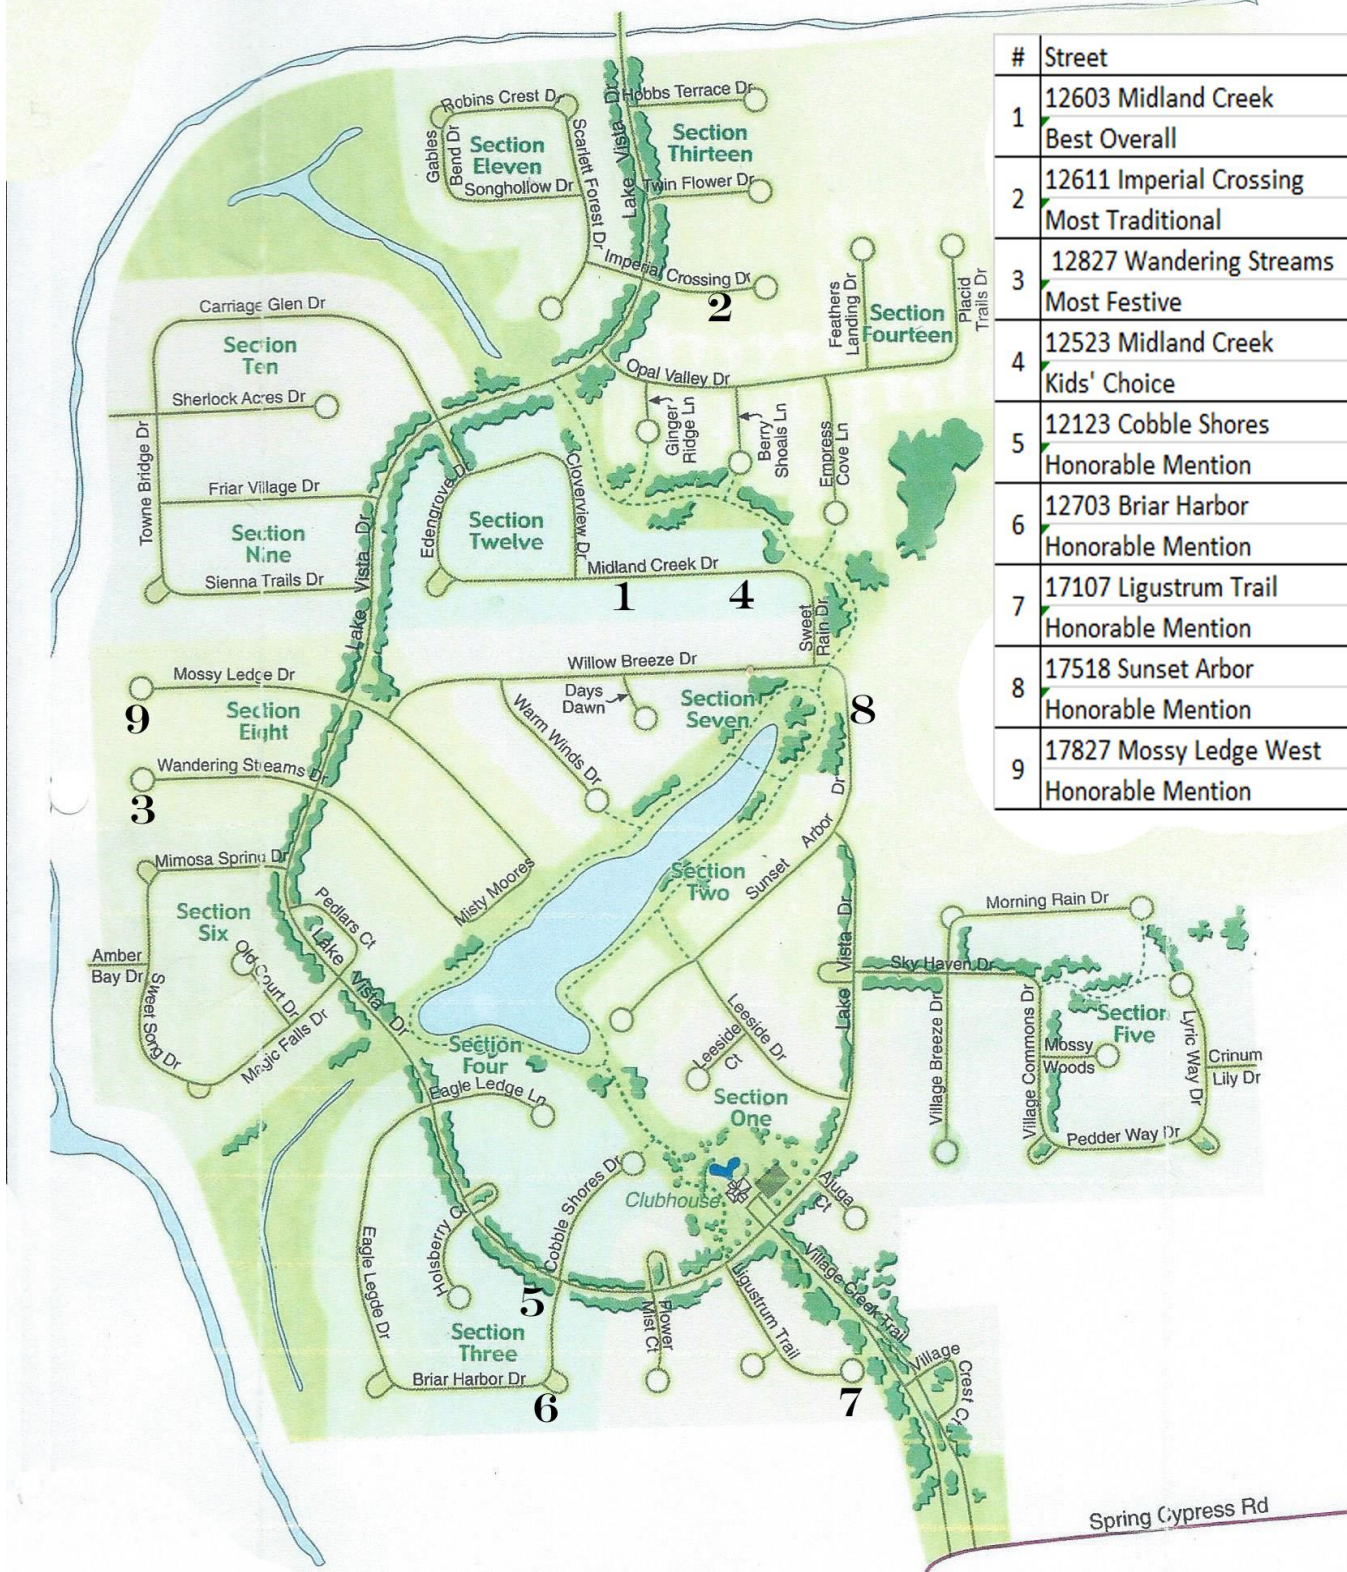 # Street
1 12603 Midland Creek
Best Overall
2 12611 Imperial Crossing
Most Traditional
3 12827 Wandering Streams
Most Festive
4 12523 Midland Creek
Kids' Choice
5 12123 Cobble Shores
Honorable Mention
6 12703 Briar Harbor
Honorable Mention
7 17107 Ligustrum Trail
Honorable Mention
8 17518 Sunset Arbor
Honorable Mention
9 17827 Mossy Ledge West
Honorable Mention
Robins Crest Dr
Gables
Bend Dr
Section
Eleven
Songhollow Dr
Scarlett Forest Dr
Lake Vista Dr
Hobbs Terrace Dr
Section
Thirteen
Twin Flower Dr
Imperial Crossing Dr
2
Feathers
Landing Dr
Section
Fourteen
Placid
Trails Dr
Carriage Glen Dr
Section
Ten
Sherlock Acres Dr
Towne Bridge Dr
Friar Village Dr
Section
Nine
Sienna Trails Dr
Lake Vista Dr
Opal Valley Dr
Ginger
Ridge Ln
Berry
Shoals Ln
Empress
Cove Ln
Edengrove Dr
Cloverview Dr
Section
Twelve
Midland Creek Dr
1
4
Sweet
Rain Dr
Willow Breeze Dr
Days
Dawn
Warm Winds Dr
Section
Seven
8
Mossy Ledge Dr
9
Section
Eight
Wandering Streams Dr
3
Misty Moores
Section
Two
Sunset Arbor Dr
Mimosa Spring Dr
Section
Six
Pedlars Ct
Lake Vista Dr
Old Court Dr
Amber
Bay Dr
Sweet Song Dr
Magic Falls Dr
Section
Four
Eagle Ledge Ln
Leeside Dr
Leeside
Ct
Section
One
Lake Vista Dr
Morning Rain Dr
Sky Haven Dr
Village Breeze Dr
Village Commons Dr
Section
Five
Mossy
Woods
Lyric Way Dr
Crinum
Lily Dr
Pedder Way Dr
Clubhouse
Ajuga
Ct
Cobble Shores Dr
Holsberry Ct
Eagle Legde Dr
5
Section
Three
Briar Harbor Dr
6
Flower
Mist Ct
Ligustrum Trail
7
Village Creek Trail
Village
Crest Ct
Spring Cypress Rd